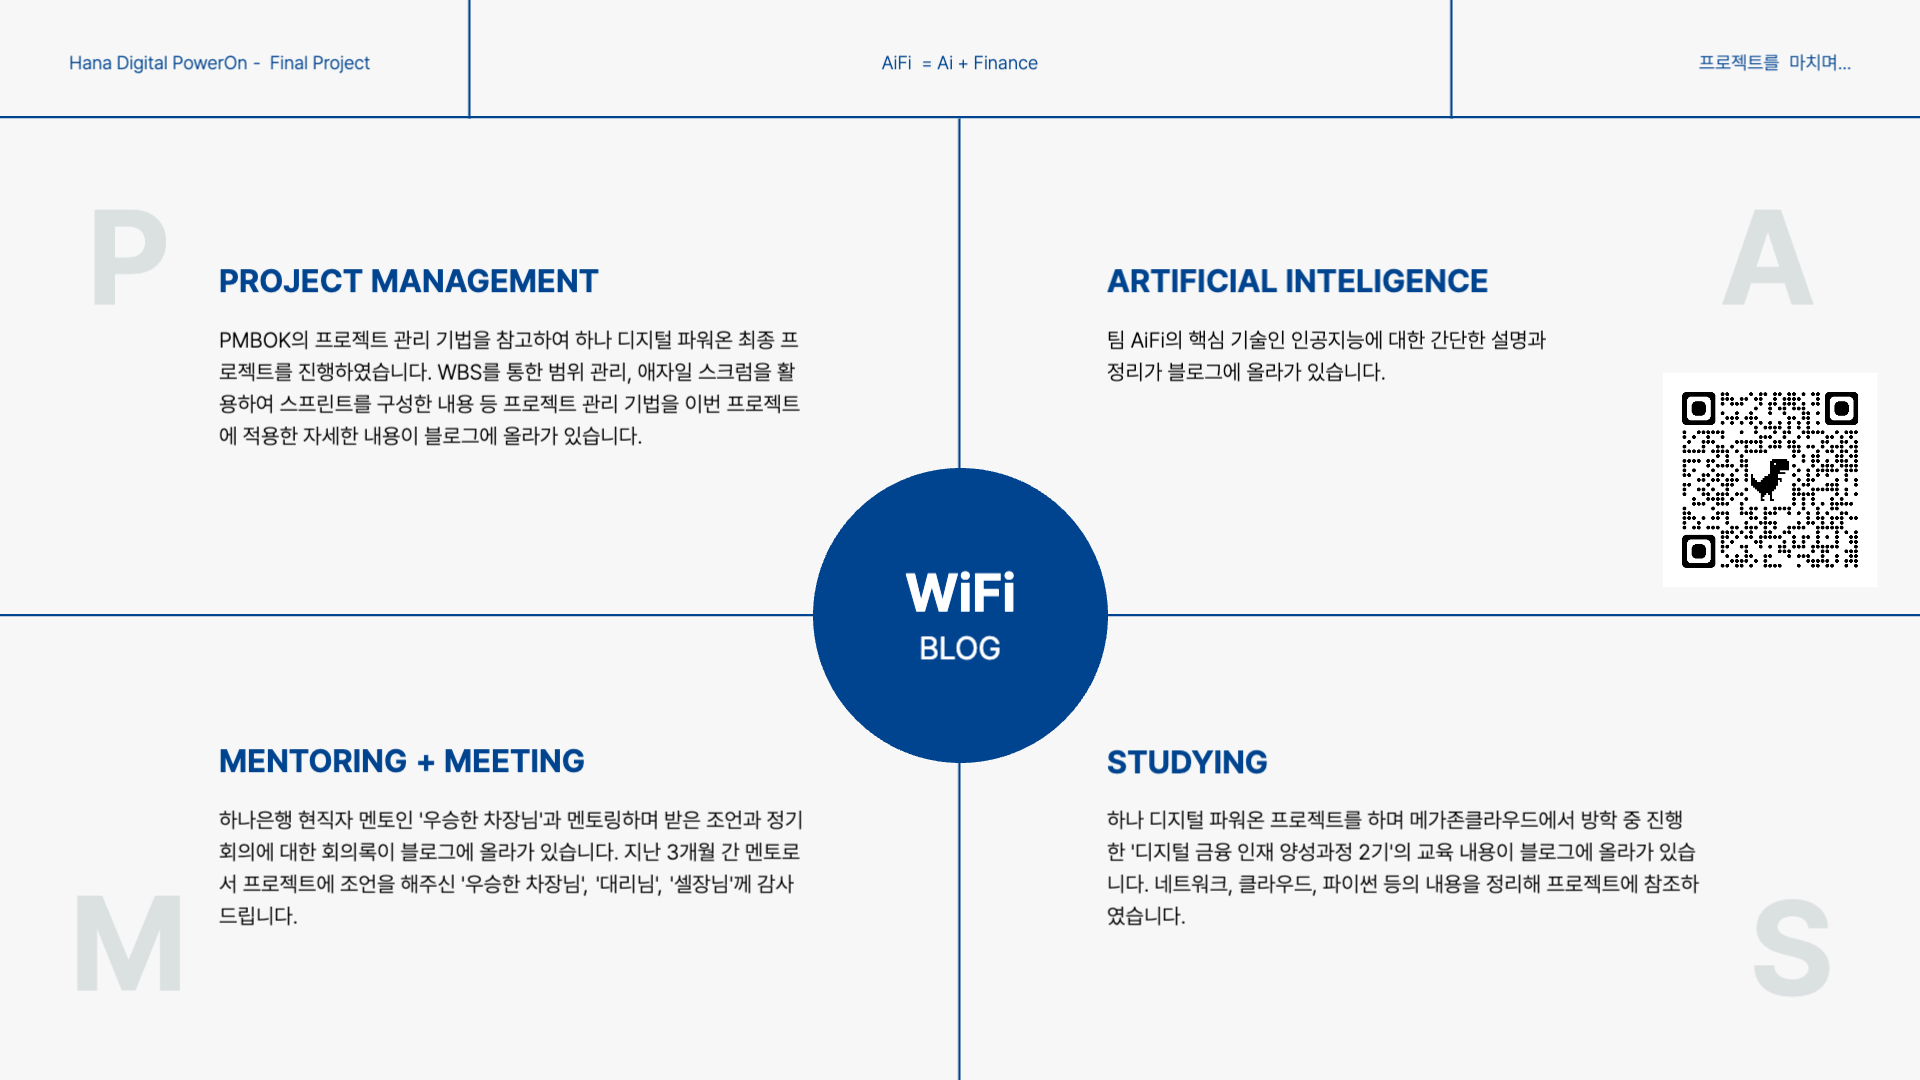 Hana Digital PowerOn - Final Project
AiFi = Ai + Finance
프로젝트를 마치며...
P
PROJECT MANAGEMENT
PMBOK의 프로젝트 관리 기법을 참고하여 하나 디지털 파워온 최종 프
로젝트를 진행하였습니다. WBS를 통한 범위 관리, 애자일 스크럼을 활
용하여 스프린트를 구성한 내용 등 프로젝트 관리 기법을 이번 프로젝트
에 적용한 자세한 내용이 블로그에 올라가 있습니다.
A
ARTIFICIAL INTELIGENCE
팀 AiFi의 핵심 기술인 인공지능에 대한 간단한 설명과
정리가 블로그에 올라가 있습니다.
WiFi
BLOG
MENTORING + MEETING
하나은행 현직자 멘토인 '우승한 차장님'과 멘토링하며 받은 조언과 정기
회의에 대한 회의록이 블로그에 올라가 있습니다. 지난 3개월 간 멘토로
서 프로젝트에 조언을 해주신 '우승한 차장님', '대리님', '셀장님'께 감사
드립니다.
M
STUDYING
하나 디지털 파워온 프로젝트를 하며 메가존클라우드에서 방학 중 진행
한 '디지털 금융 인재 양성과정 2기'의 교육 내용이 블로그에 올라가 있습
니다. 네트워크, 클라우드, 파이썬 등의 내용을 정리해 프로젝트에 참조하
였습니다.
S